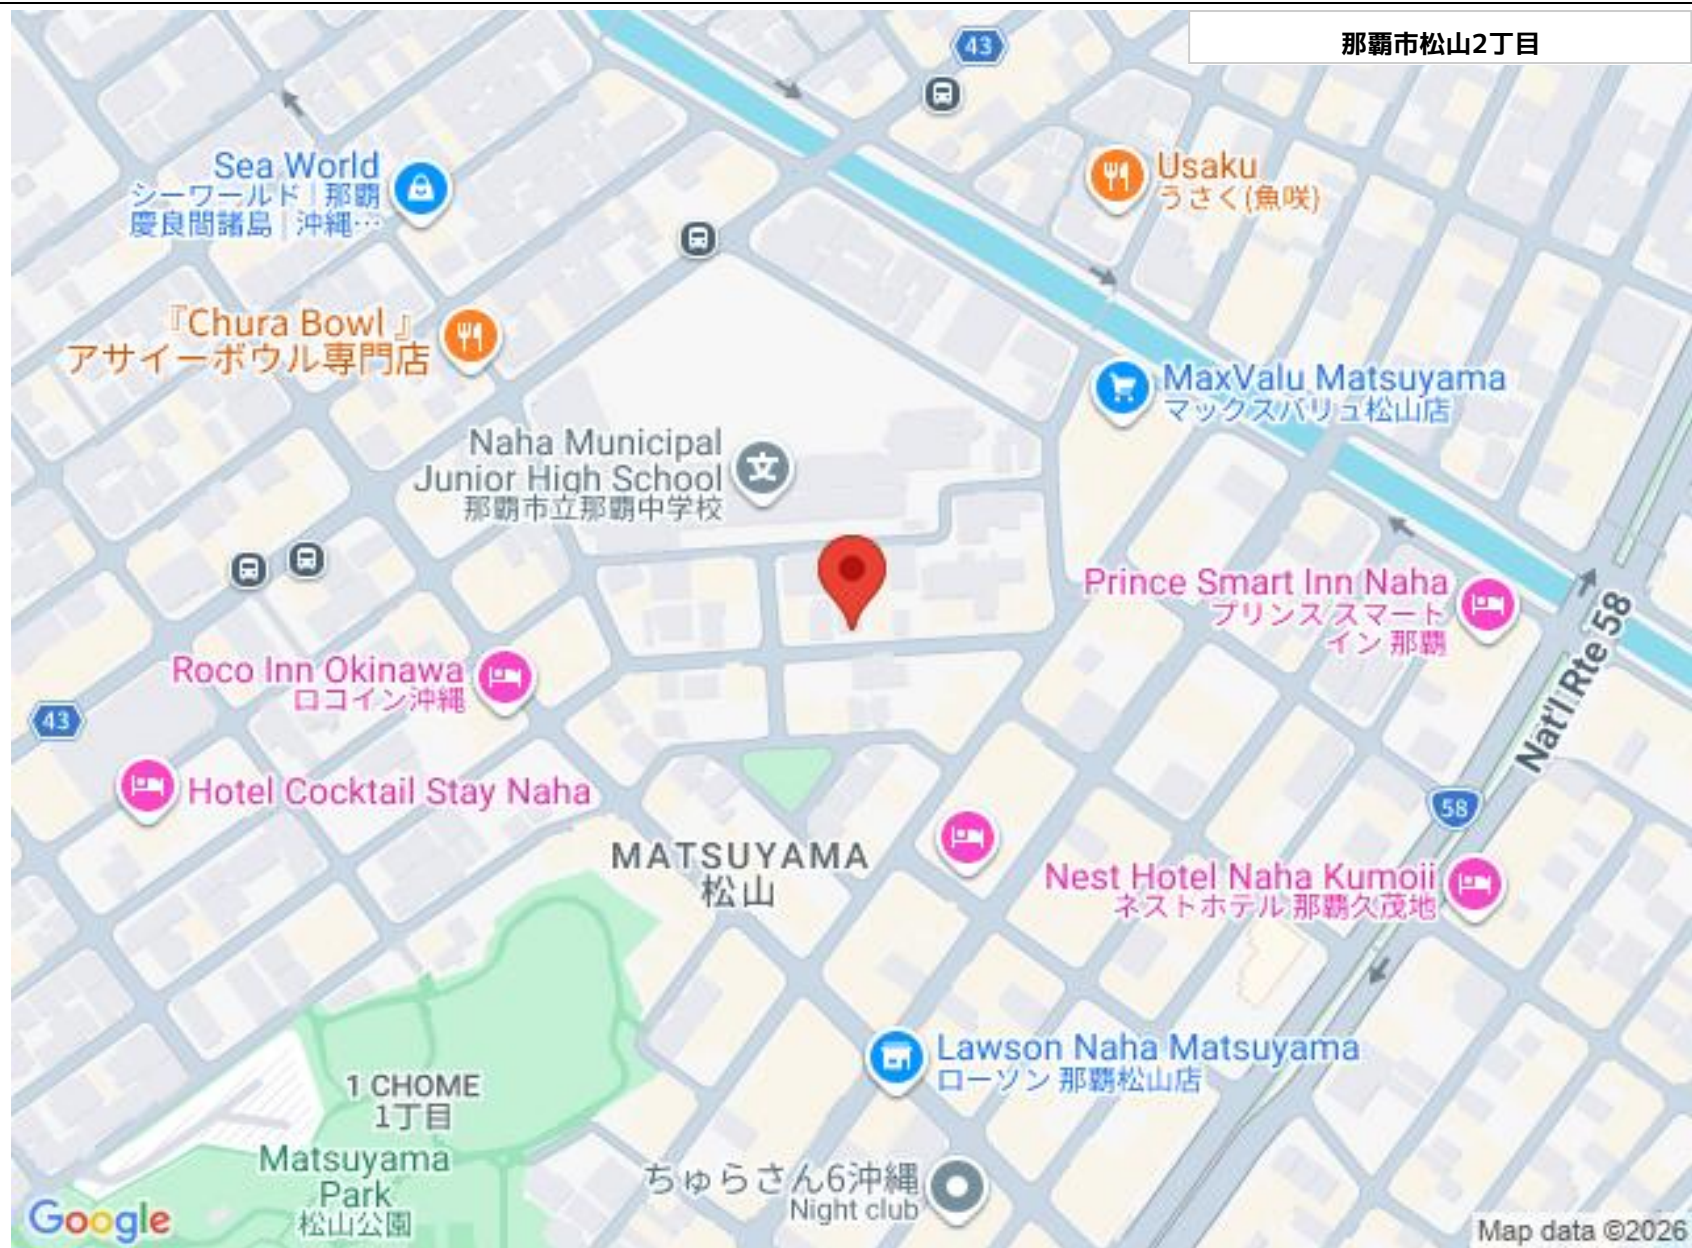 那覇市松山2丁目
43
Sea World
シーワールド | 那覇
慶良間諸島 | 沖縄…
Usaku
うさく(魚咲)
『Chura Bowl 』
アサイーボウル専門店
MaxValu Matsuyama
マックスバリュ松山店
Naha Municipal
Junior High School
那覇市立那覇中学校
文
Prince Smart Inn Naha
プリンス スマート
イン 那覇
Nat'l Rte 58
Roco Inn Okinawa
ロコイン沖縄
43
Hotel Cocktail Stay Naha
58
MATSUYAMA
松山
Nest Hotel Naha Kumoji
ネストホテル 那覇久茂地
Lawson Naha Matsuyama
ローソン 那覇松山店
1 CHOME
1丁目
Matsuyama
Park
松山公園
ちゅらさん6沖縄
Night club
Google
Map data ©2026